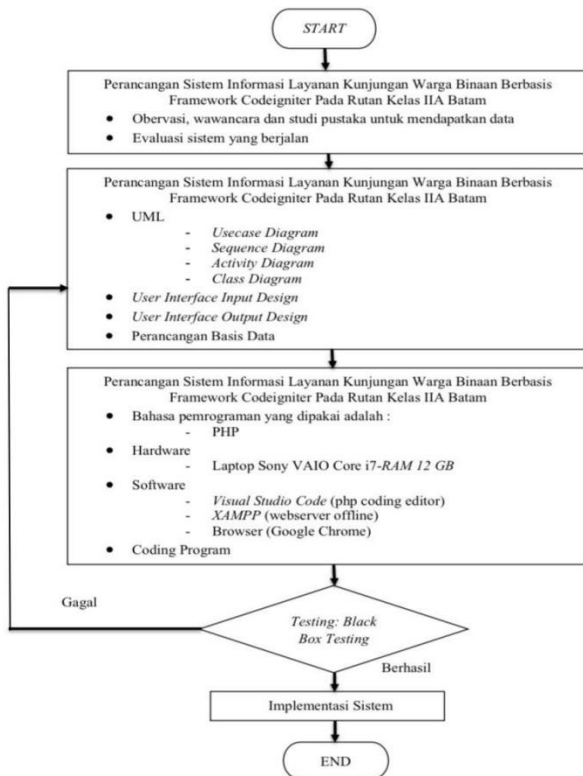 START
Perancangan Sistem Informasi Layanan Kunjungan Warga Binaan Berbasis
Framework Codeigniter Pada Rutan Kelas IIA Batam
• Obervasi, wawancara dan studi pustaka untuk mendapatkan data
• Evaluasi sistem yang berjalan
Perancangan Sistem Informasi Layanan Kunjungan Warga Binaan Berbasis
Framework Codeigniter Pada Rutan Kelas IIA Batam
• UML
- Usecase Diagram
- Sequence Diagram
- Activity Diagram
- Class Diagram
• User Interface Input Design
• User Interface Output Design
• Perancangan Basis Data
Perancangan Sistem Informasi Layanan Kunjungan Warga Binaan Berbasis
Framework Codeigniter Pada Rutan Kelas IIA Batam
• Bahasa pemrograman yang dipakai adalah :
- PHP
• Hardware
- Laptop Sony VAIO Core i7-RAM 12 GB
• Software
- Visual Studio Code (php coding editor)
- XAMPP (webserver offline)
- Browser (Google Chrome)
• Coding Program
Gagal
Testing: Black
Box Testing
Berhasil
Implementasi Sistem
END